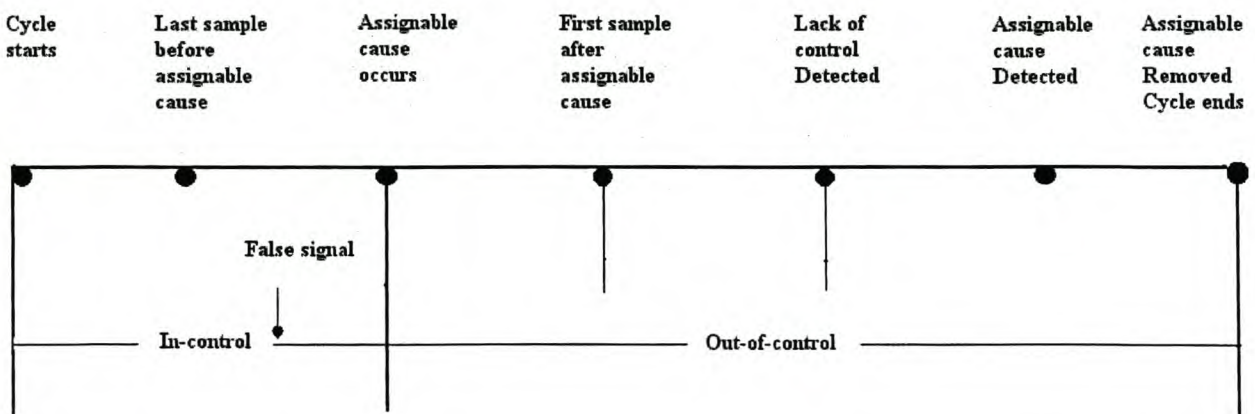 Cycle
starts
Last sample
before
assignable
cause
Assignable
cause
occurs
First sample
after
assignable
cause
Lack of
control
Detected
Assignable
cause
Detected
Assignable
cause
Removed
Cycle ends
False signal
In-control
Out-of-control